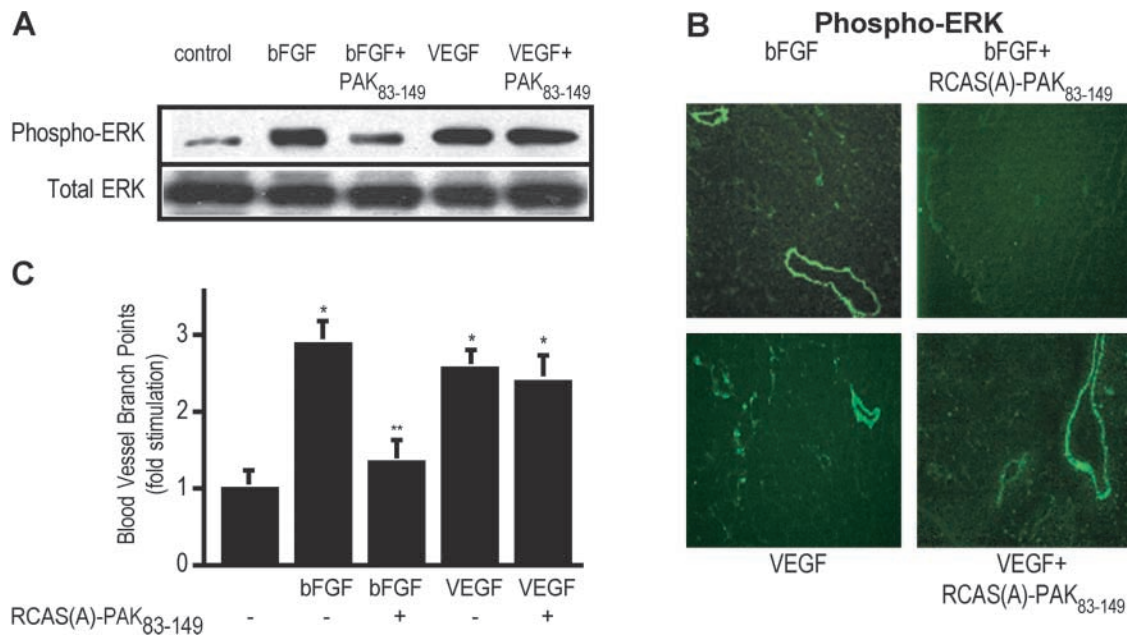 A
control bFGF bFGF+ VEGF VEGF+
PAK83-149 PAK83-149
Phospho-ERK
Total ERK
B Phospho-ERK
bFGF bFGF+
RCAS(A)-PAK83-149
VEGF VEGF+
RCAS(A)-PAK83-149
C
Blood Vessel Branch Points
(fold stimulation)
3
2
1
0
* ** * *
bFGF bFGF VEGF VEGF
RCAS(A)-PAK83-149 - - + - +